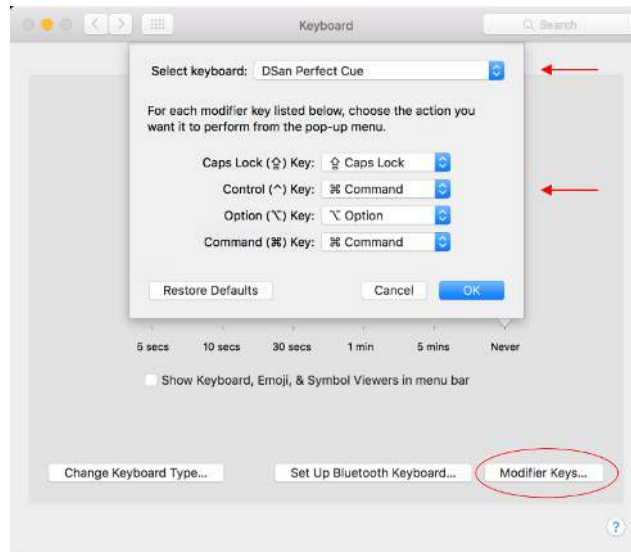 Keyboard
Search
Select keyboard: DSan Perfect Cue
For each modifier key listed below, choose the action you
want it to perform from the pop-up menu.
Caps Lock (⇪) Key: ⇪ Caps Lock
Control (^) Key: ⌘ Command
Option (⌥) Key: ⌥ Option
Command (⌘) Key: ⌘ Command
Restore Defaults Cancel OK
5 secs 10 secs 30 secs 1 min 5 mins Never
Show Keyboard, Emoji, & Symbol Viewers in menu bar
Change Keyboard Type... Set Up Bluetooth Keyboard... Modifier Keys...
?